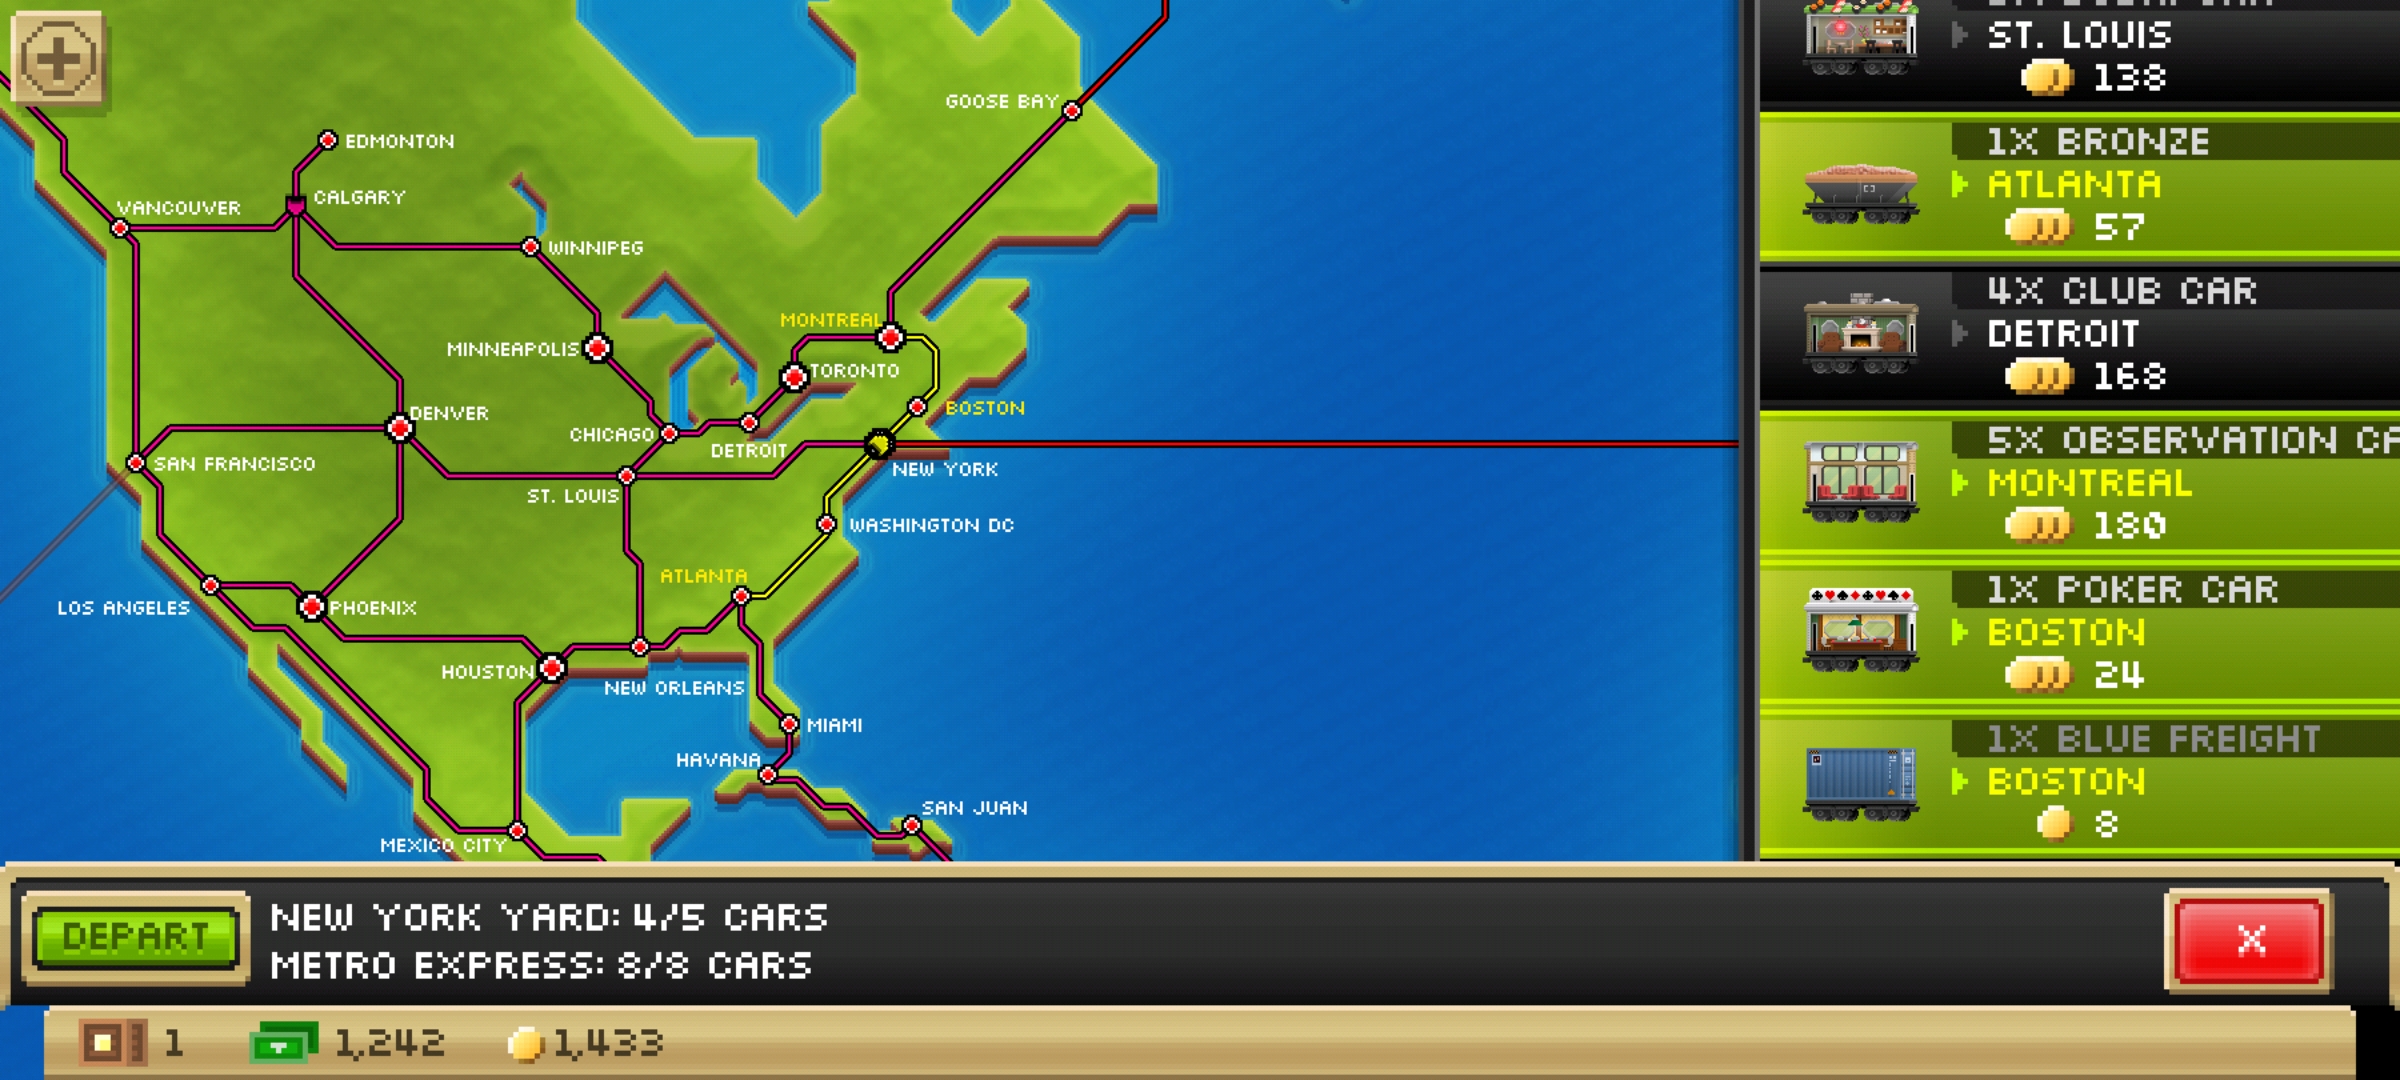 GOOSE BAY
EDMONTON
CALGARY
VANCOUVER
WINNIPEG
MONTREAL
MINNEAPOLIS
TORONTO
DENVER
BOSTON
CHICAGO
DETROIT
SAN FRANCISCO
NEW YORK
ST. LOUIS
WASHINGTON DC
ATLANTA
LOS ANGELES
PHOENIX
HOUSTON
NEW ORLEANS
MIAMI
HAVANA
SAN JUAN
MEXICO CITY
ST. LOUIS
138
1X BRONZE
ATLANTA
57
4X CLUB CAR
DETROIT
168
5X OBSERVATION CA
MONTREAL
180
1X POKER CAR
BOSTON
24
1X BLUE FREIGHT
BOSTON
8
DEPART
NEW YORK YARD: 4/5 CARS
METRO EXPRESS: 8/8 CARS
X
1
1,242
1,433